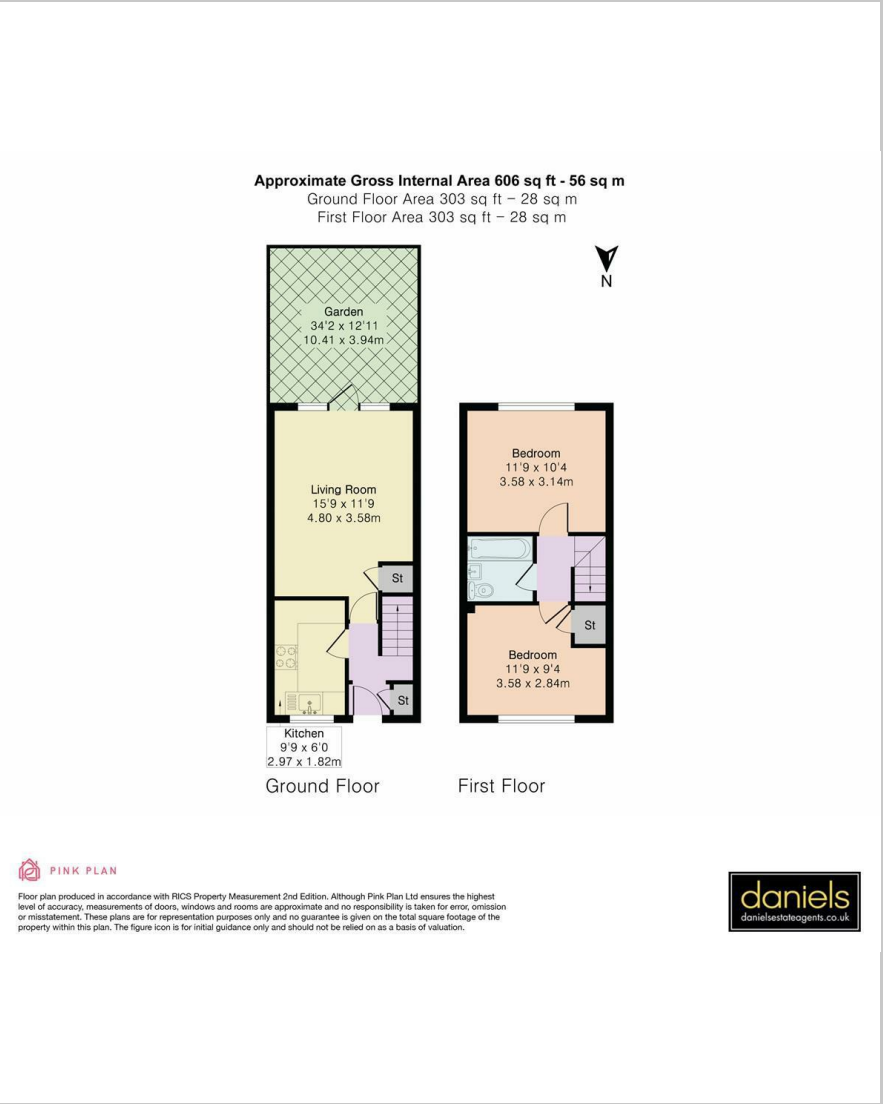 Approximate Gross Internal Area 606 sq ft - 56 sq m
Ground Floor Area 303 sq ft – 28 sq m
First Floor Area 303 sq ft – 28 sq m
N
Garden
34'2 x 12'11
10.41 x 3.94m
Living Room
15'9 x 11'9
4.80 x 3.58m
St
St
Kitchen
9'9 x 6'0
2.97 x 1.82m
Ground Floor
Bedroom
11'9 x 10'4
3.58 x 3.14m
St
Bedroom
11'9 x 9'4
3.58 x 2.84m
First Floor
PINK PLAN
Floor plan produced in accordance with RICS Property Measurement 2nd Edition. Although Pink Plan Ltd ensures the highest
level of accuracy, measurements of doors, windows and rooms are approximate and no responsibility is taken for error, omission
or misstatement. These plans are for representation purposes only and no guarantee is given on the total square footage of the
property within this plan. The figure icon is for initial guidance only and should not be relied on as a basis of valuation.
daniels
danielsestateagents.co.uk